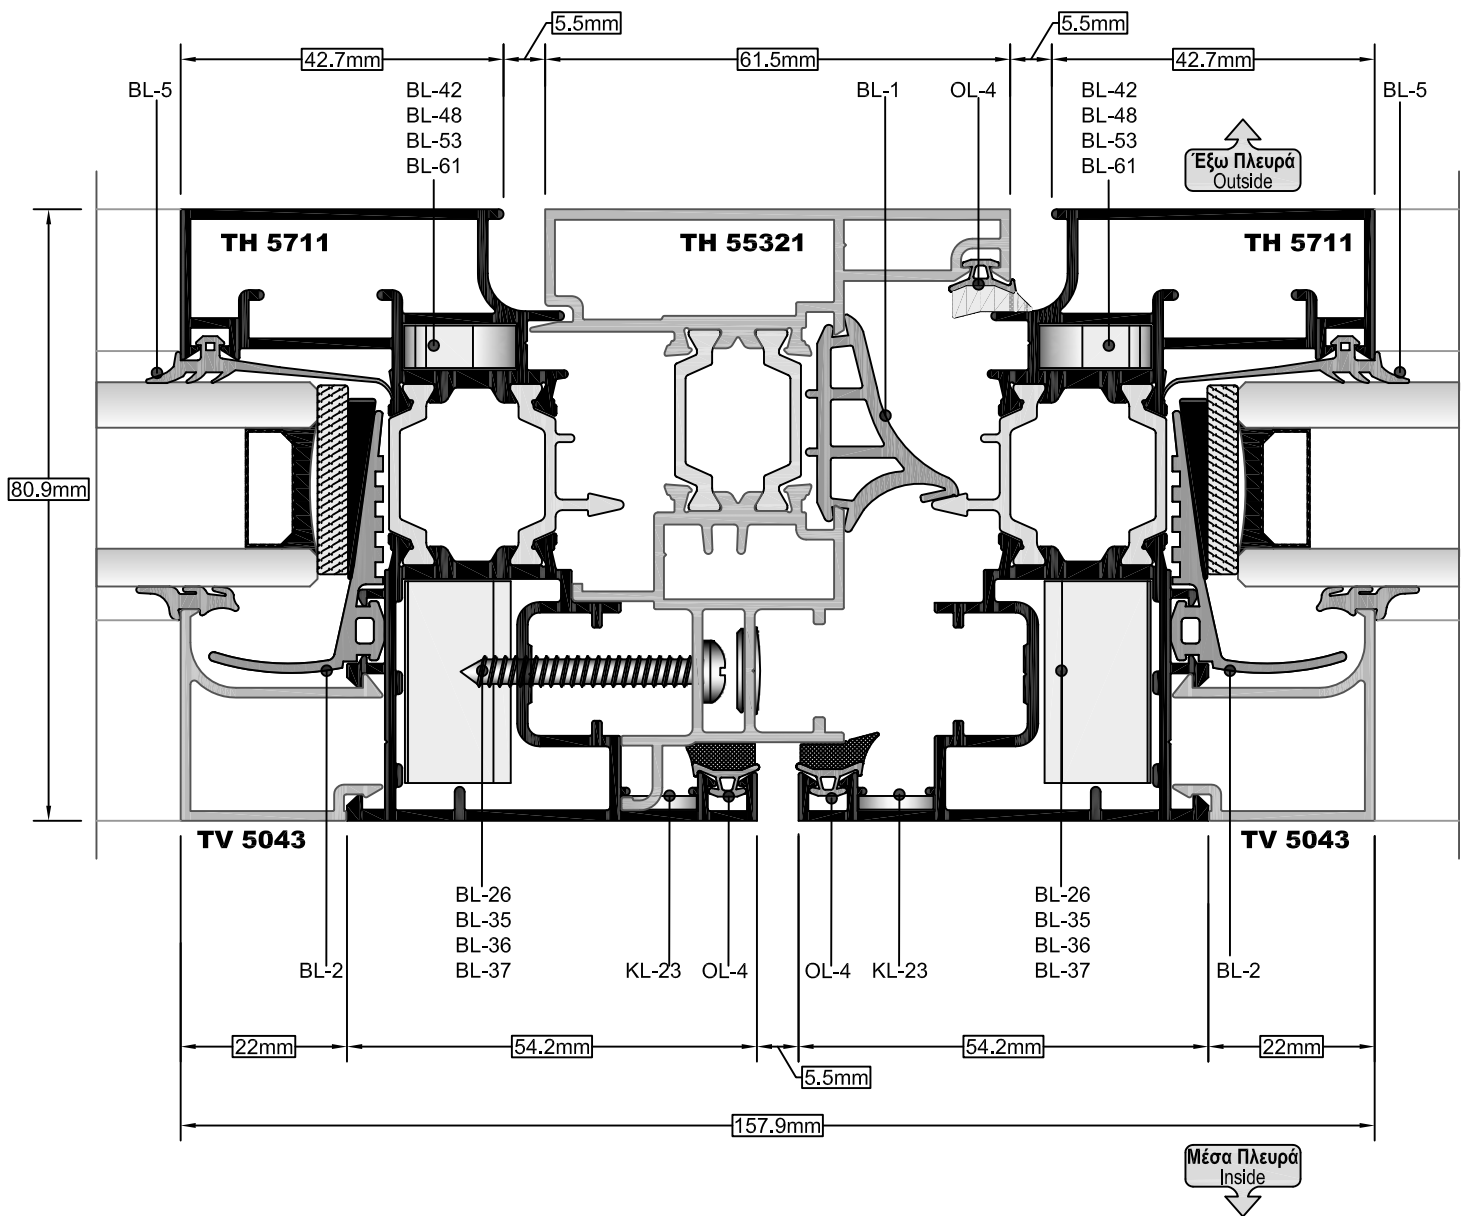 5.5mm
5.5mm
42.7mm
61.5mm
42.7mm
BL-5
BL-42
BL-48
BL-53
BL-61
BL-1
OL-4
BL-42
BL-48
BL-53
BL-61
BL-5
Έξω Πλευρά
Outside
TH 5711
TH 55321
TH 5711
80.9mm
TV 5043
TV 5043
BL-26
BL-35
BL-36
BL-37
BL-26
BL-35
BL-36
BL-37
BL-2
KL-23
OL-4
OL-4
KL-23
BL-2
22mm
54.2mm
54.2mm
22mm
5.5mm
157.9mm
Μέσα Πλευρά
Inside